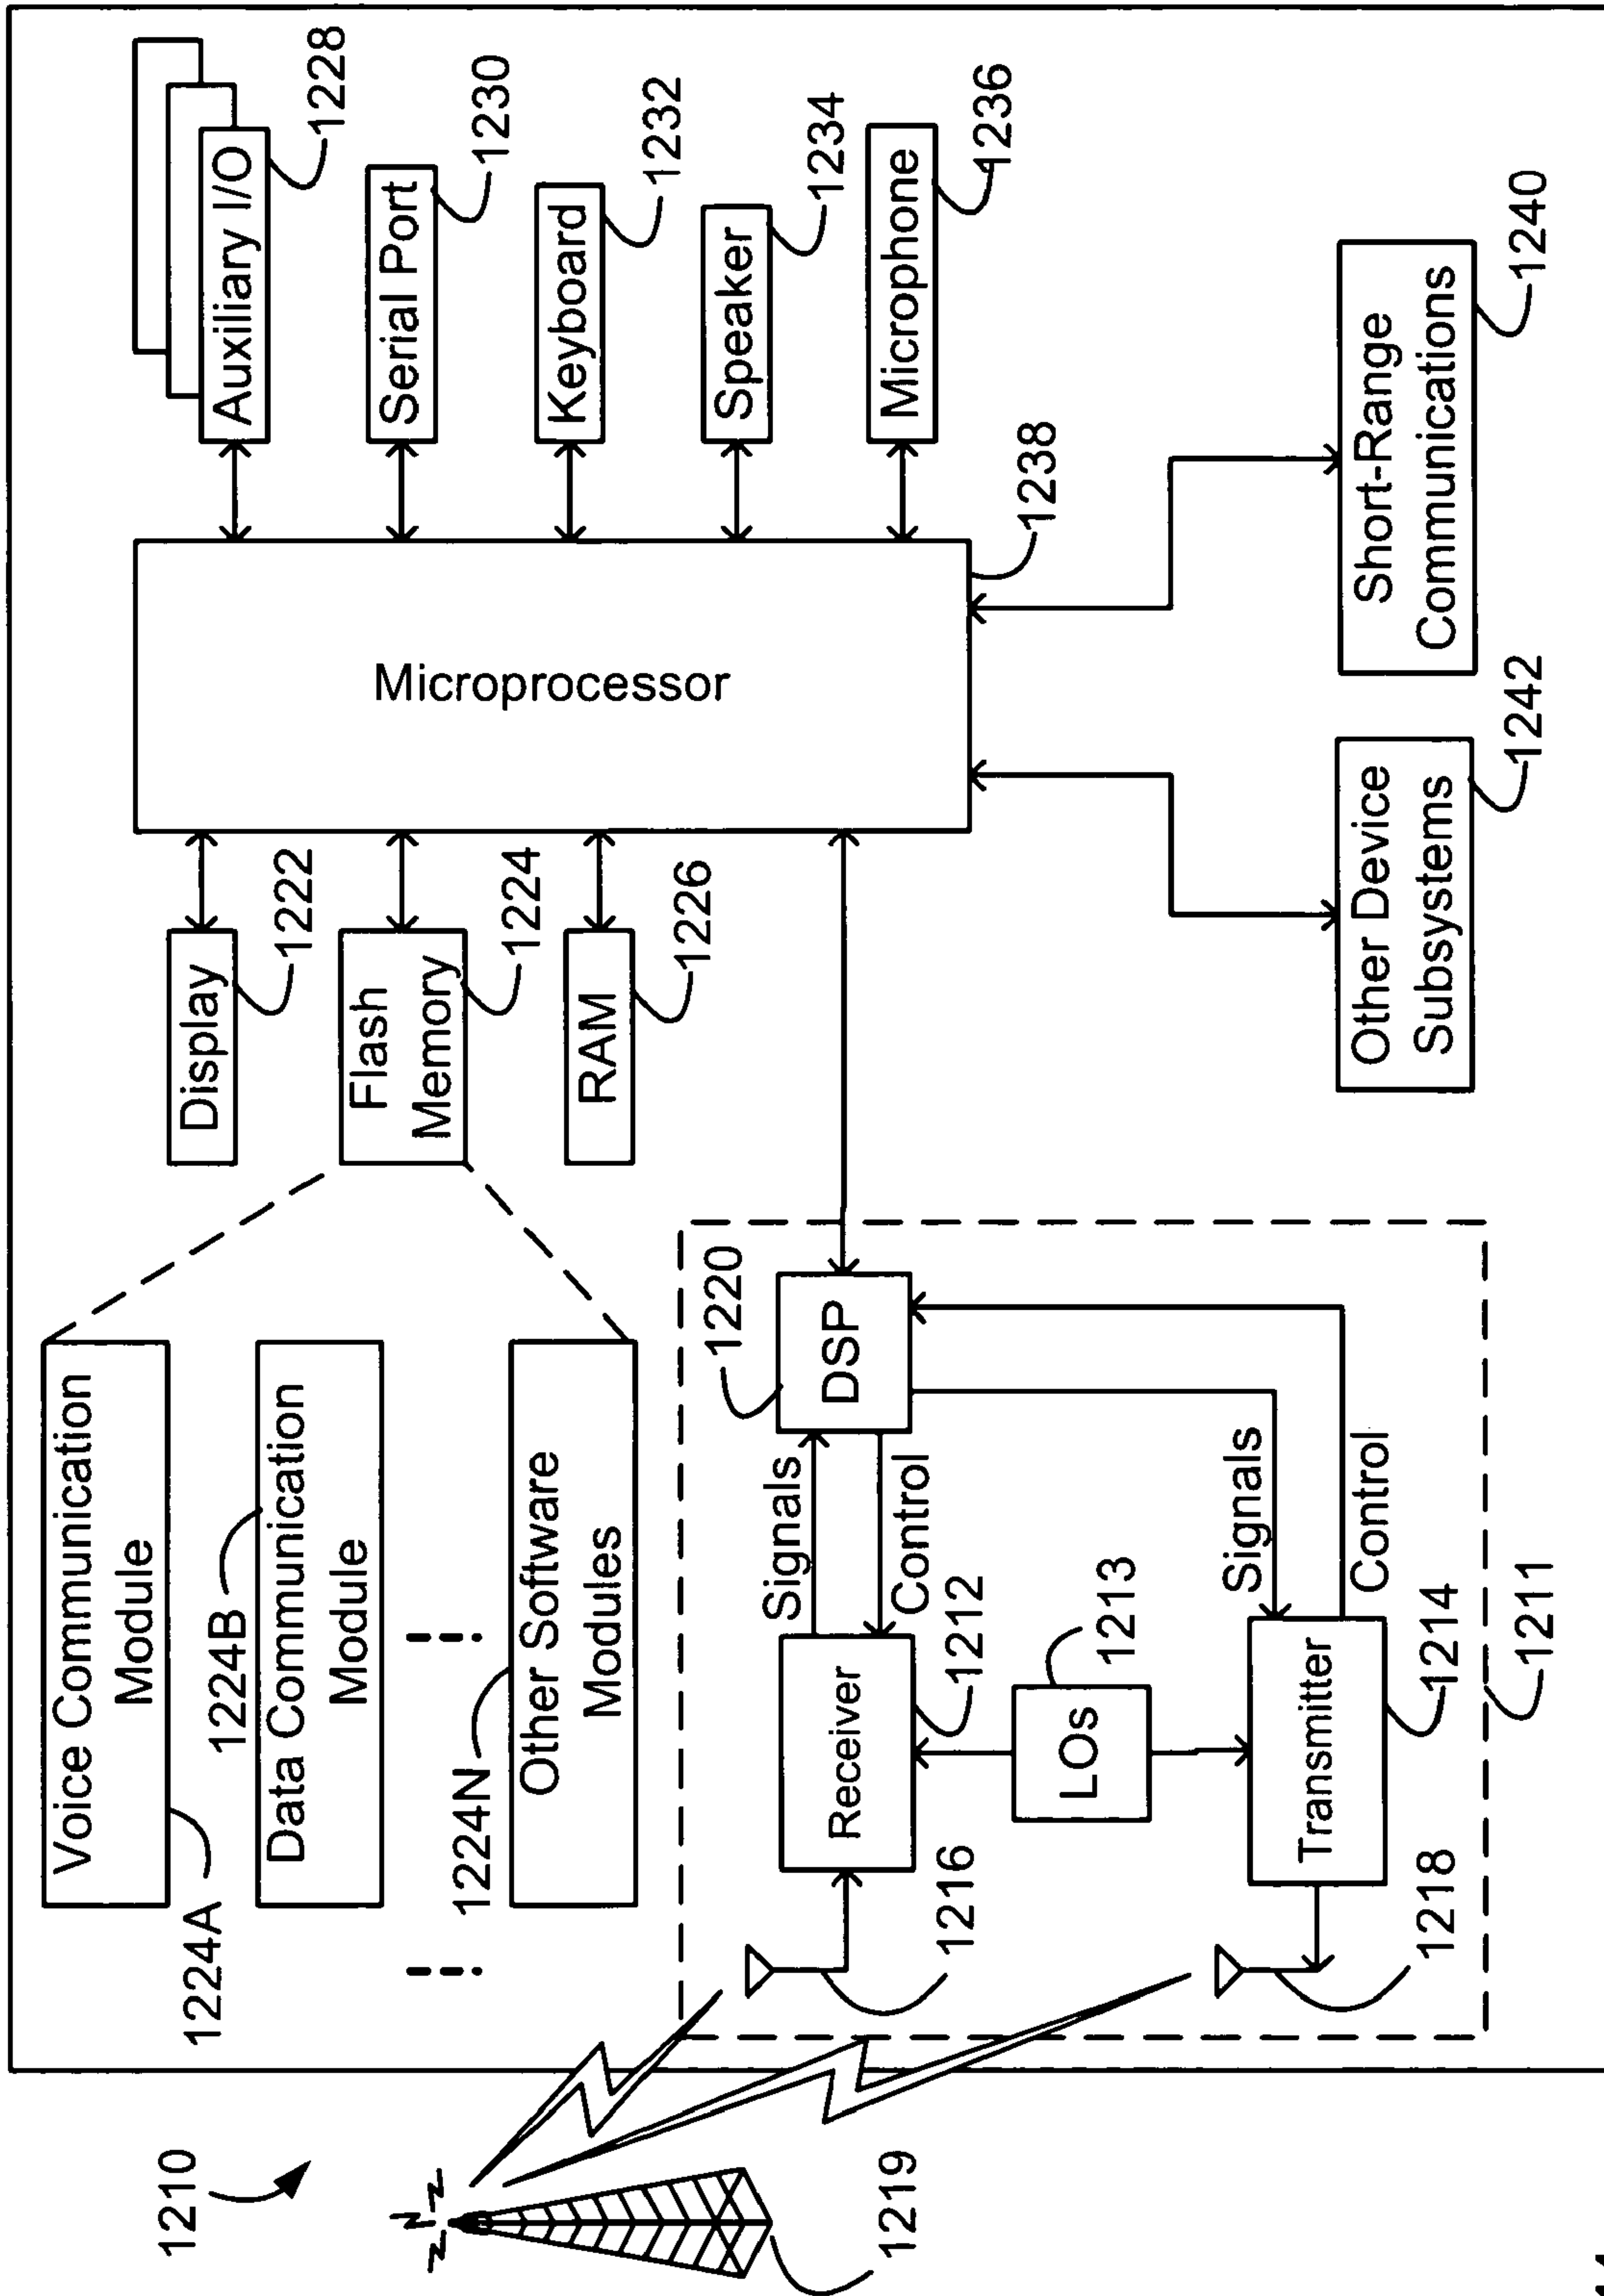 1210
1219
Voice Communication
Module
1224A
1224B
Data Communication
Module
1224N
Other Software
Modules
Display
1222
Flash
Memory
1224
RAM
1226
Microprocessor
1238
Auxiliary I/O
1228
Serial Port
1230
Keyboard
1232
Speaker
1234
Microphone
1236
Short-Range
Communications
1240
Other Device
Subsystems
1242
1220
DSP
Signals
Control
Receiver
1212
1216
LOs
1213
Signals
Control
Transmitter
1214
1218
1211